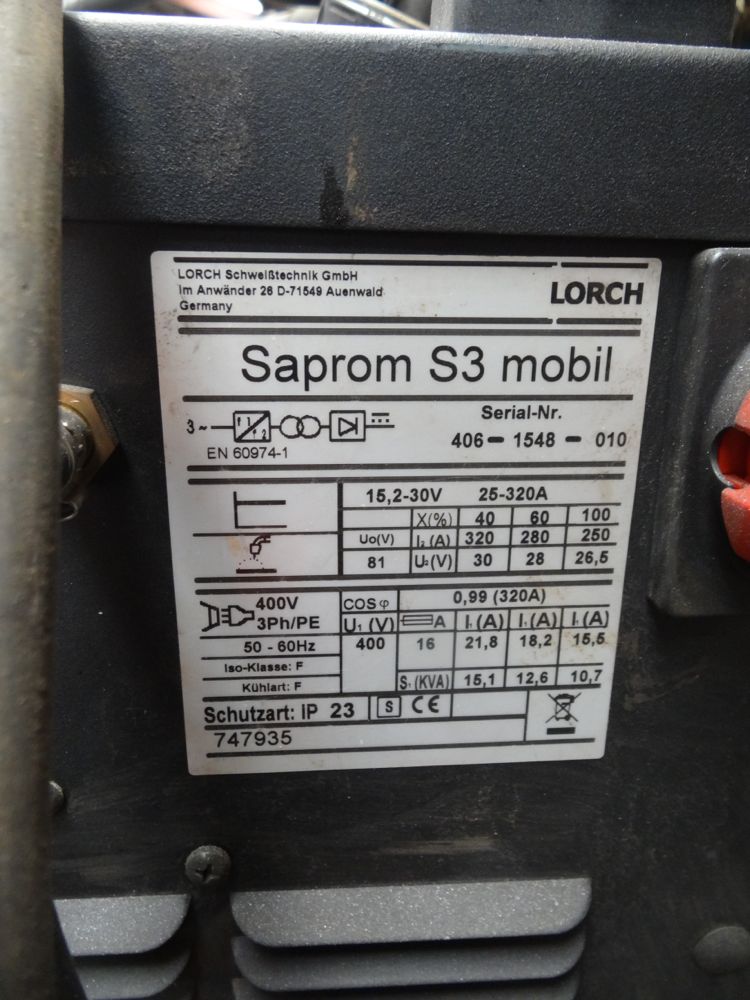 LORCH Schweißtechnik GmbH
Im Anwänder 26 D-71549 Auenwald
Germany
LORCH
Saprom S3 mobil
3~
EN 60974-1
Serial-Nr.
406-1548-010
15,2-30V 25-320A
X(%) 40 60 100
U₀(V) I₂(A) 320 280 250
81 U₂(V) 30 28 26,5
400V
3Ph/PE
50 - 60Hz
Iso-Klasse: F
Kühlart: F
COS φ 0,99 (320A)
U₁ (V) A I₁(A) I₁(A) I₁(A)
400 16 21,8 18,2 15,5
S₁(KVA) 15,1 12,6 10,7
Schutzart: IP 23 S CE
747935